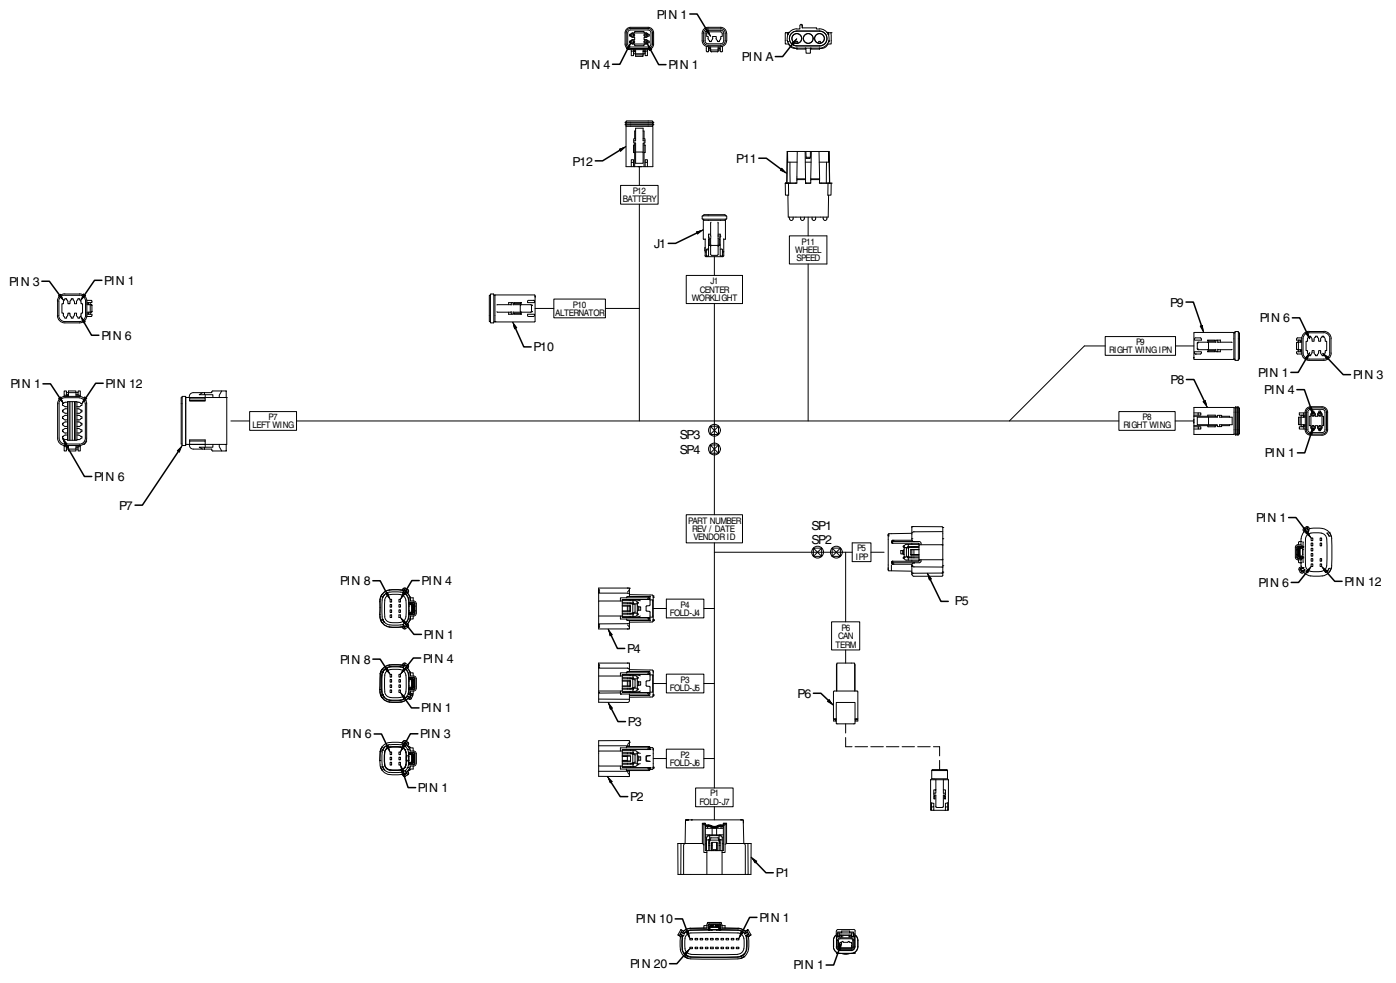 PIN 1
PIN 4
PIN 1
PIN A
P12
P12
BATTERY
P11
P11
WHEEL
SPEED
J1
J1
CENTER
WORKLIGHT
P10
ALTERNATOR
P10
PIN 3
PIN 1
PIN 6
PIN 1
PIN 12
PIN 6
P7
P7
LEFT WING
P9
P9
RIGHT WING IPN
PIN 6
PIN 1
PIN 3
P8
P8
RIGHT WING
PIN 4
PIN 1
SP3
SP4
PART NUMBER
REV / DATE
VENDOR ID
SP1
SP2
P5
IPP
P5
PIN 1
PIN 6
PIN 12
PIN 8
PIN 4
PIN 1
P4
FOLD-J4
P4
P6
CAN
TERM
PIN 8
PIN 4
PIN 1
P3
FOLD-J5
P3
P6
PIN 6
PIN 3
PIN 1
P2
FOLD-J6
P2
P1
FOLD-J7
P1
PIN 10
PIN 1
PIN 20
PIN 1